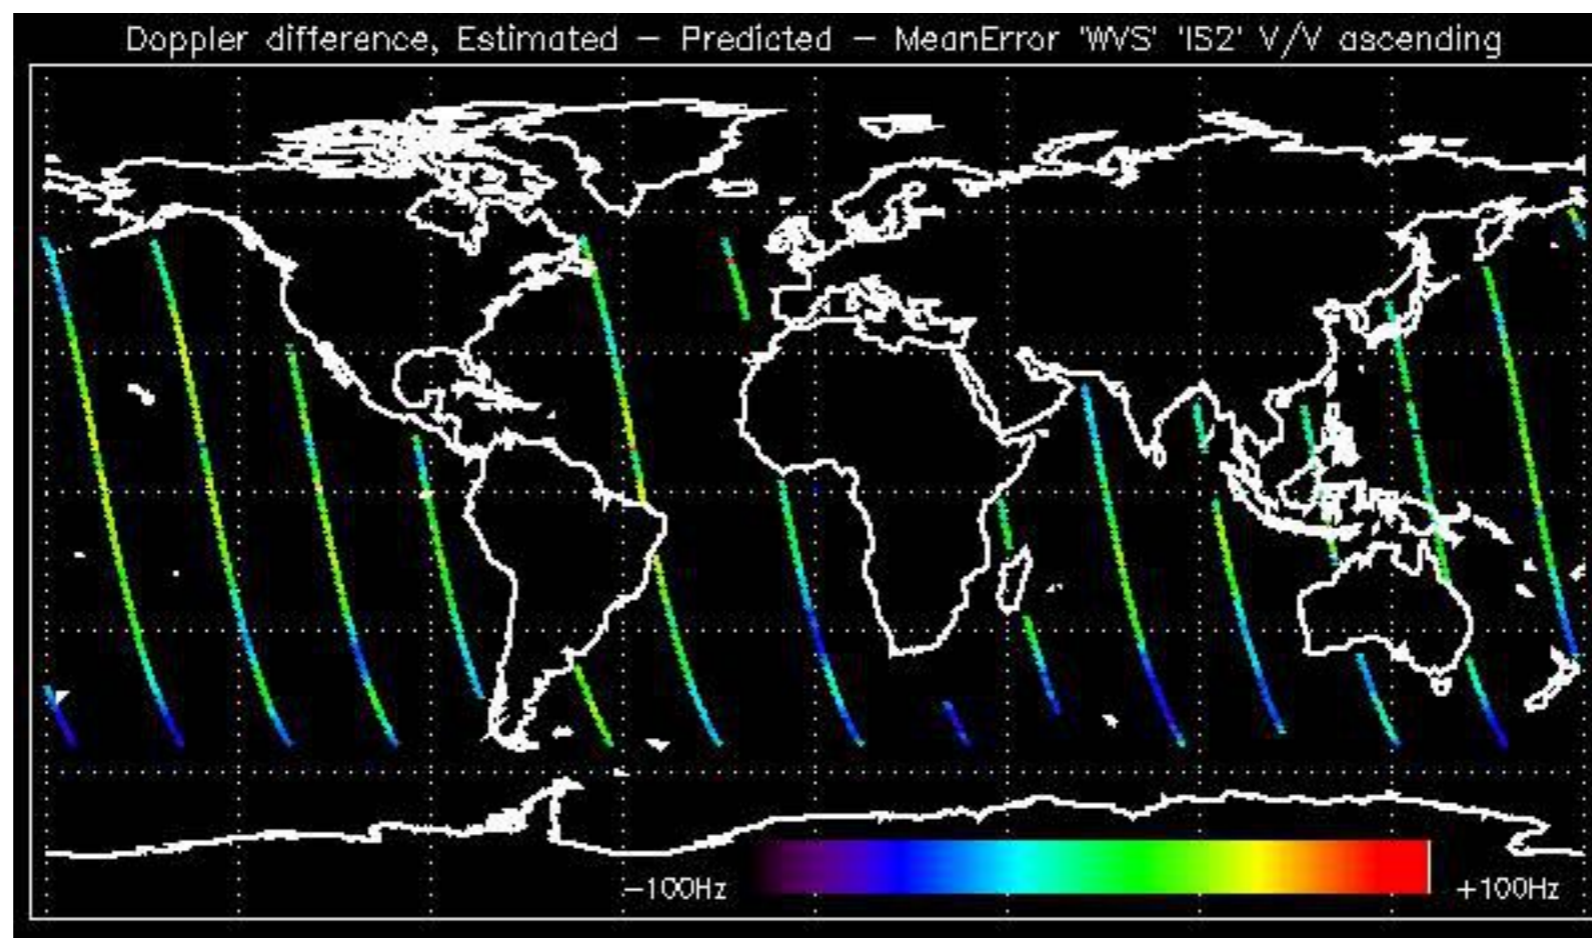 Doppler difference, Estimated – Predicted – MeanError 'WVS' 'IS2' V/V ascending
–100Hz +100Hz